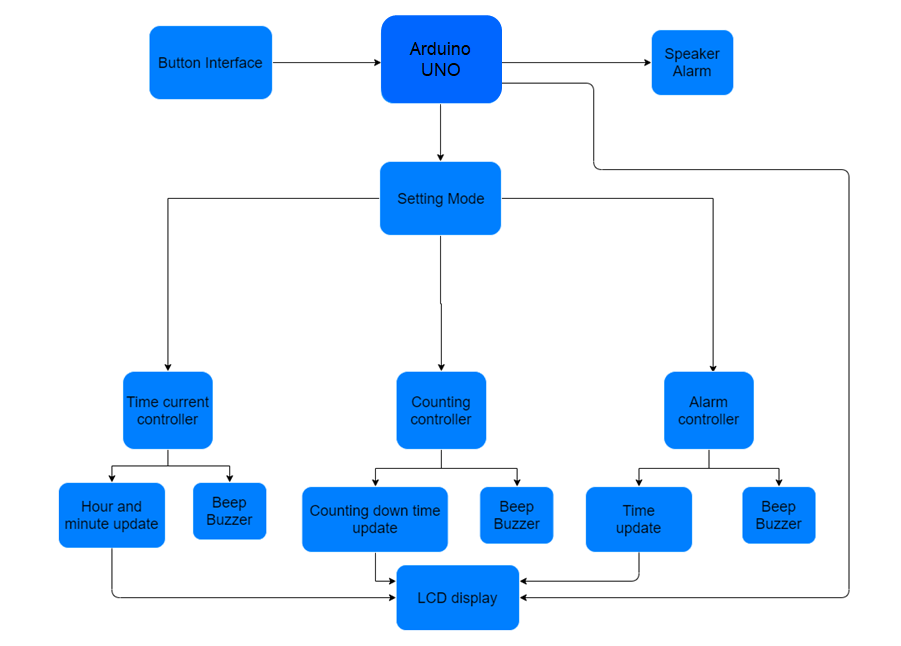 Button Interface
Arduino
UNO
Speaker
Alarm
Setting Mode
Time current
controller
Counting
controller
Alarm
controller
Hour and
minute update
Beep
Buzzer
Counting down time
update
Beep
Buzzer
Time
update
Beep
Buzzer
LCD display